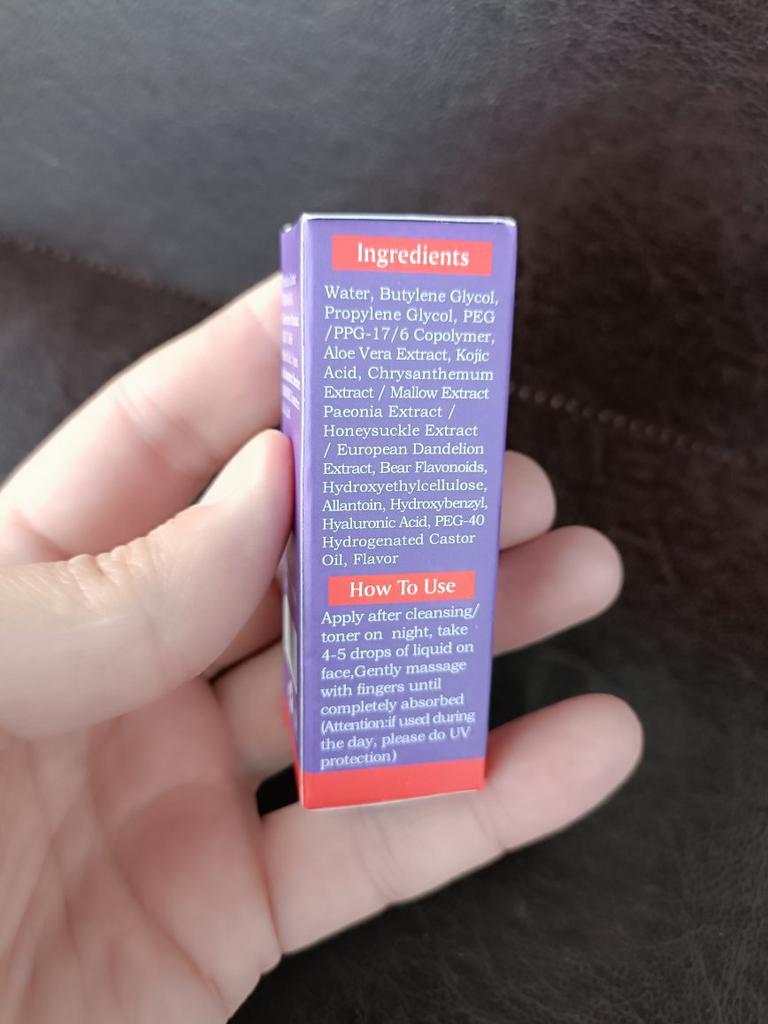 Ingredients
Water, Butylene Glycol,
Propylene Glycol, PEG
/PPG-17/6 Copolymer,
Aloe Vera Extract, Kojic
Acid, Chrysanthemum
Extract / Mallow Extract
Paeonia Extract /
Honeysuckle Extract
/ European Dandelion
Extract, Bear Flavonoids,
Hydroxyethylcellulose,
Allantoin, Hydroxybenzyl,
Hyaluronic Acid, PEG-40
Hydrogenated Castor
Oil, Flavor
How To Use
Apply after cleansing/
toner on night, take
4-5 drops of liquid on
face,Gently massage
with fingers until
completely absorbed
(Attention:if used during
the day, please do UV
protection)